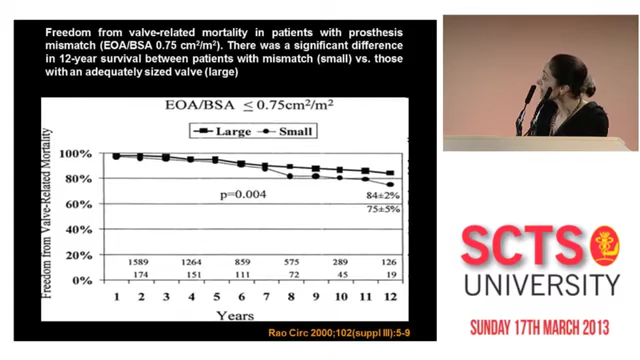 Freedom from valve-related mortality in patients with prosthesis
mismatch (EOA/BSA 0.75 cm²/m²). There was a significant difference
in 12-year survival between patients with mismatch (small) vs. those
with an adequately sized valve (large)
EOA/BSA ≤ 0.75cm²/m²
Large Small
Freedom from Valve-Related Mortality
100%
80%
60%
40%
20%
0%
p=0.004
84±2%
75±5%
1589 1264 859 575 289 126
174 151 111 72 45 19
1 2 3 4 5 6 7 8 9 10 11 12
Years
Rao Circ 2000;102(suppl III):5-9
SCTS
UNIVERSITY
SUNDAY 17TH MARCH 2013